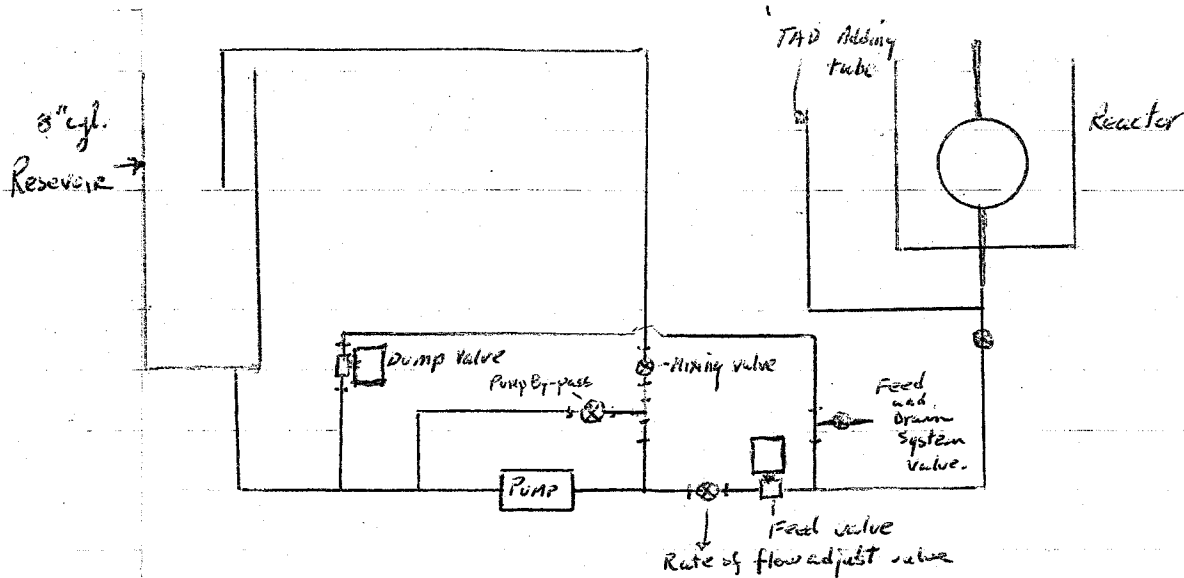 8" cyl.
Resevoir
TAD Adding
tube
Reactor
Dump Valve
Mixing valve
Pump By-pass
Feed
and
Drain
System
Valve.
PUMP
Feed valve
Rate of flow adjust valve